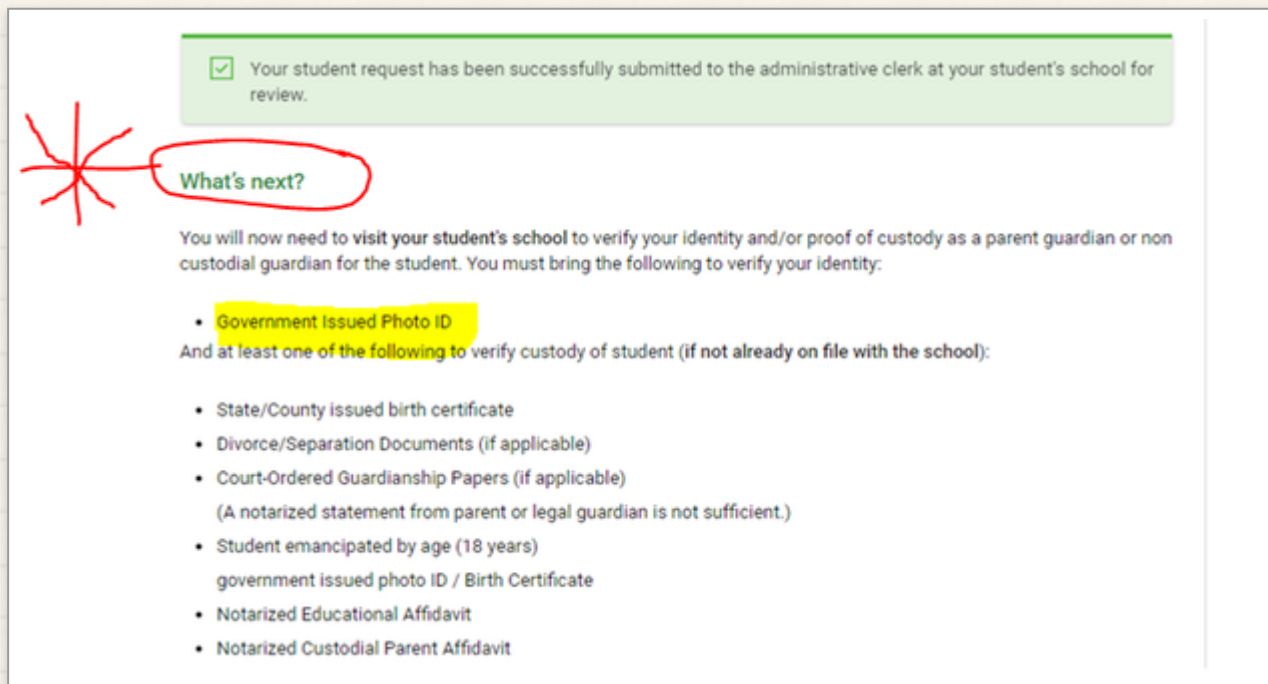 Your student request has been successfully submitted to the administrative clerk at your student's school for
review.
What's next?
You will now need to visit your student's school to verify your identity and/or proof of custody as a parent guardian or non
custodial guardian for the student. You must bring the following to verify your identity:
• Government Issued Photo ID
And at least one of the following to verify custody of student (if not already on file with the school):
• State/County issued birth certificate
• Divorce/Separation Documents (if applicable)
• Court-Ordered Guardianship Papers (if applicable)
(A notarized statement from parent or legal guardian is not sufficient.)
• Student emancipated by age (18 years)
government issued photo ID / Birth Certificate
• Notarized Educational Affidavit
• Notarized Custodial Parent Affidavit